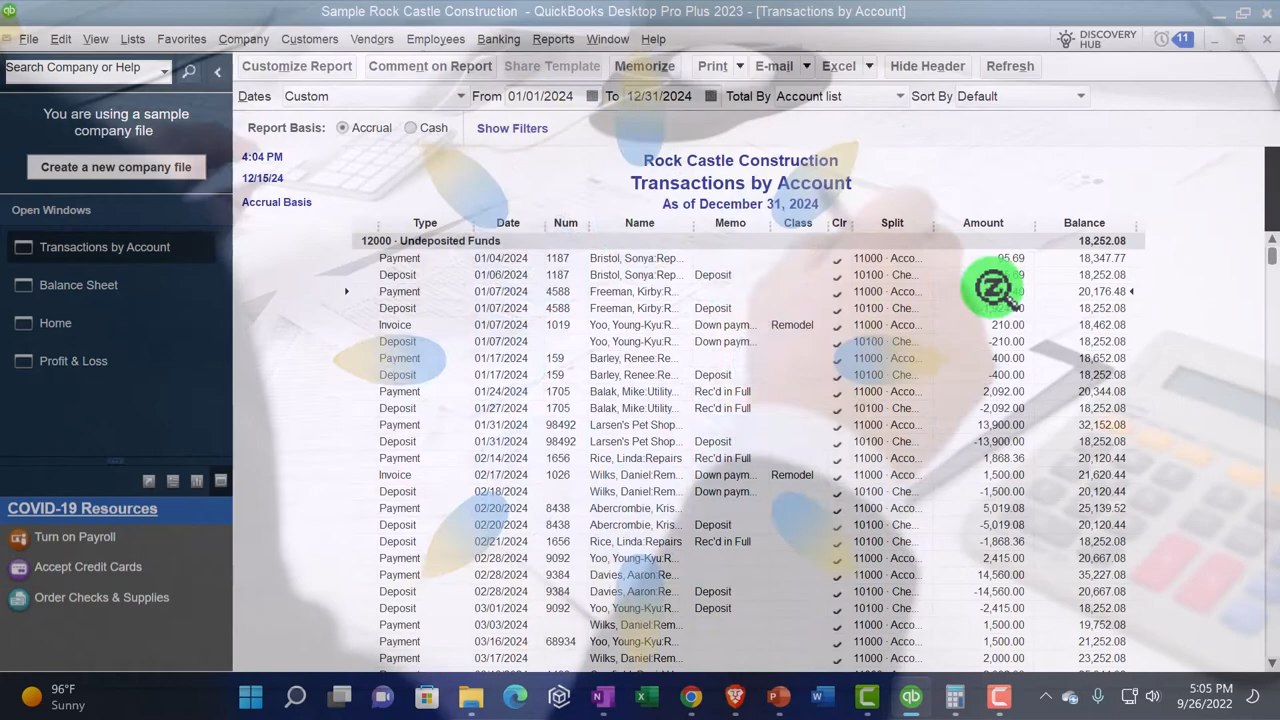 Sample Rock Castle Construction - QuickBooks Desktop Pro Plus 2023 - [Transactions by Account]
File Edit View Lists Favorites Company Customers Vendors Employees Banking Reports Window Help
DISCOVERY HUB 11
Search Company or Help
Customize Report Comment on Report Share Template Memorize Print E-mail Excel Hide Header Refresh
Dates Custom From 01/01/2024 To 12/31/2024 Total By Account list Sort By Default
You are using a sample company file
Create a new company file
Report Basis: Accrual Cash Show Filters
Open Windows
Transactions by Account
Balance Sheet
Home
Profit & Loss
COVID-19 Resources
Turn on Payroll
Accept Credit Cards
Order Checks & Supplies
4:04 PM
12/15/24
Accrual Basis
Rock Castle Construction
Transactions by Account
As of December 31, 2024
Type Date Num Name Memo Class Clr Split Amount Balance
12000 · Undeposited Funds 18,252.08
Payment 01/04/2024 1187 Bristol, Sonya:Rep... 11000 · Acco... 95.69 18,347.77
Deposit 01/06/2024 1187 Bristol, Sonya:Rep... Deposit 10100 · Che... 18,252.08
Payment 01/07/2024 4588 Freeman, Kirby:R... 11000 · Acco... 20,176.48
Deposit 01/07/2024 4588 Freeman, Kirby:R... Deposit 10100 · Che... 18,252.08
Invoice 01/07/2024 1019 Yoo, Young-Kyu:R... Down paym... Remodel 11000 · Acco... 210.00 18,462.08
Deposit 01/07/2024 Yoo, Young-Kyu:R... Down paym... 10100 · Che... -210.00 18,252.08
Payment 01/17/2024 159 Barley, Renee:Re... 11000 · Acco... 400.00 18,652.08
Deposit 01/17/2024 159 Barley, Renee:Re... 10100 · Che... -400.00 18,252.08
Payment 01/24/2024 1705 Balak, Mike:Utility... Rec'd in Full 11000 · Acco... 2,092.00 20,344.08
Deposit 01/27/2024 1705 Balak, Mike:Utility... Rec'd in Full 10100 · Che... -2,092.00 18,252.08
Payment 01/31/2024 98492 Larsen's Pet Shop... 11000 · Acco... 13,900.00 32,152.08
Deposit 01/31/2024 98492 Larsen's Pet Shop... Deposit 10100 · Che... -13,900.00 18,252.08
Payment 02/14/2024 1656 Rice, Linda:Repairs Rec'd in Full 11000 · Acco... 1,868.36 20,120.44
Invoice 02/17/2024 1026 Wilks, Daniel:Rem... Down paym... Remodel 11000 · Acco... 1,500.00 21,620.44
Deposit 02/18/2024 Wilks, Daniel:Rem... Down paym... 10100 · Che... -1,500.00 20,120.44
Payment 02/20/2024 8438 Abercrombie, Kris... 11000 · Acco... 5,019.08 25,139.52
Deposit 02/20/2024 8438 Abercrombie, Kris... Deposit 10100 · Che... -5,019.08 20,120.44
Deposit 02/21/2024 1656 Rice, Linda:Repairs Rec'd in Full 10100 · Che... -1,868.36 18,252.08
Payment 02/28/2024 9092 Yoo, Young-Kyu:R... 11000 · Acco... 2,415.00 20,667.08
Payment 02/28/2024 9384 Davies, Aaron:Re... 11000 · Acco... 14,560.00 35,227.08
Deposit 02/28/2024 9384 Davies, Aaron:Re... Deposit 10100 · Che... -14,560.00 20,667.08
Deposit 03/01/2024 9092 Yoo, Young-Kyu:R... Deposit 10100 · Che... -2,415.00 18,252.08
Payment 03/03/2024 Wilks, Daniel:Rem... 11000 · Acco... 1,500.00 19,752.08
Payment 03/16/2024 68934 Yoo, Young-Kyu:R... 11000 · Acco... 1,500.00 21,252.08
Payment 03/17/2024 Wilks, Daniel:Rem... 11000 · Acco... 2,000.00 23,252.08
96°F
Sunny
5:05 PM
9/26/2022